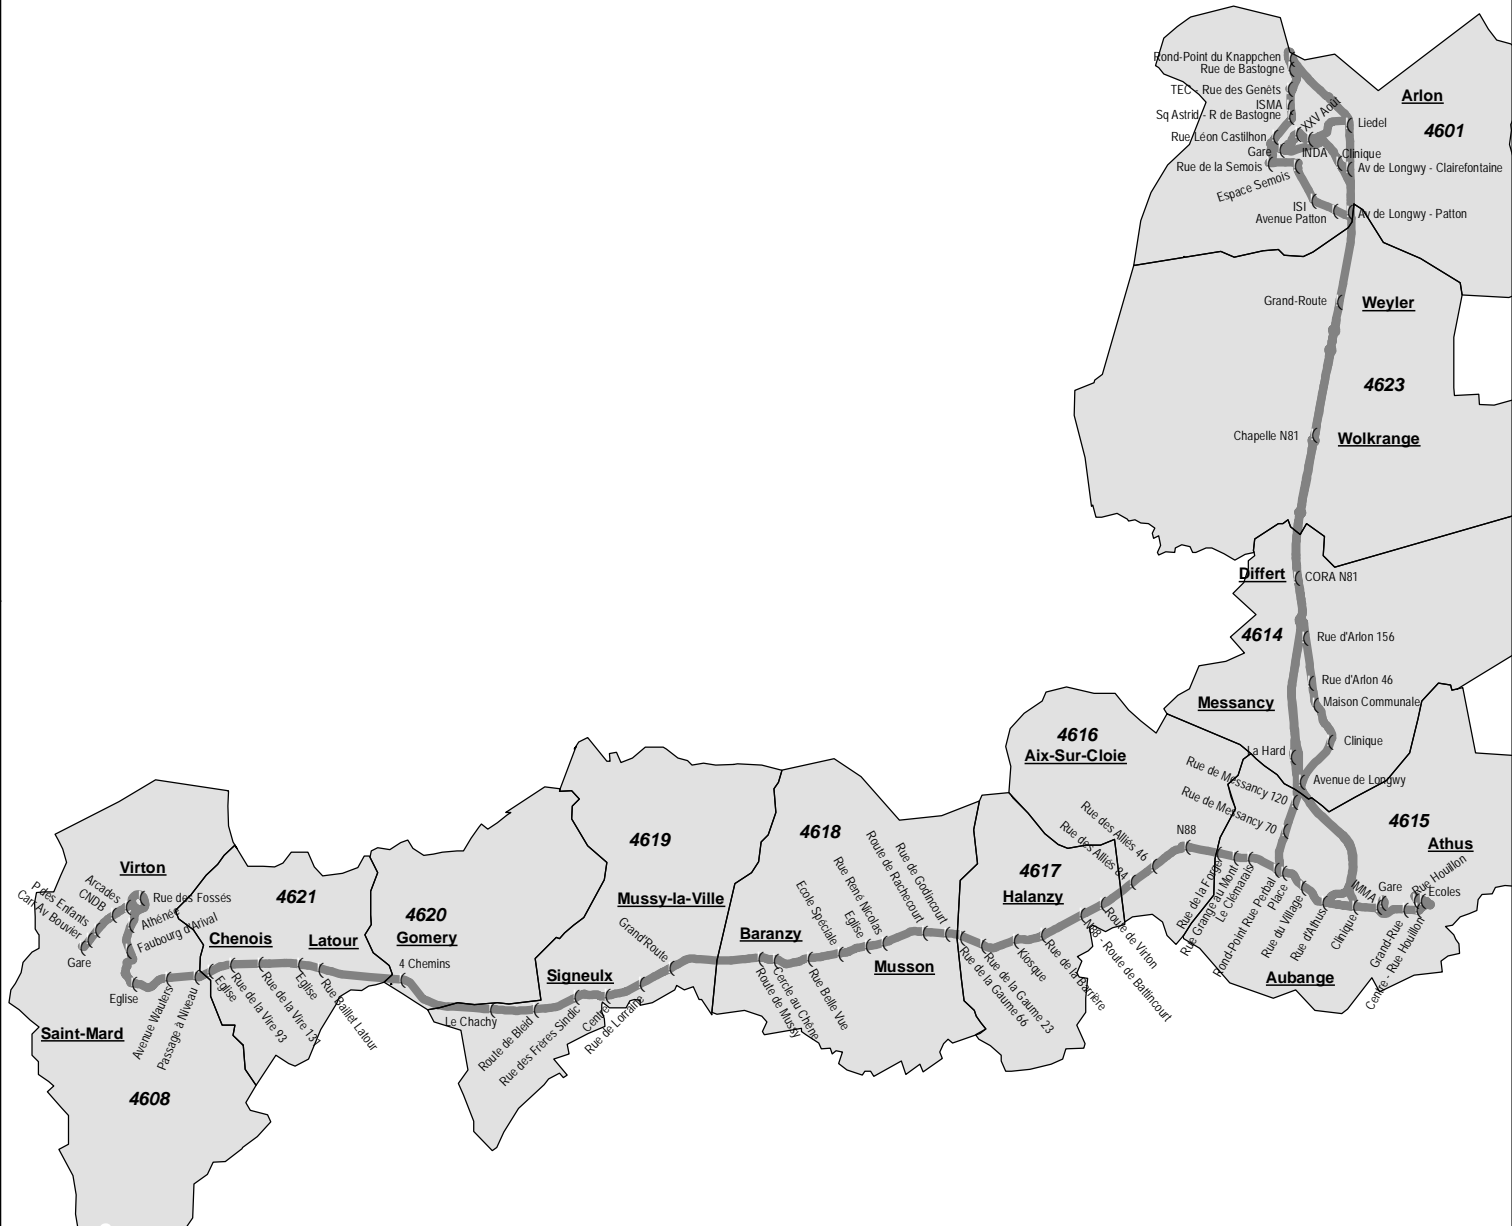 Rond-Point du Knappchen
Rue de Bastogne
TEC - Rue des Genêts
ISMA
Sq Astrid - R de Bastogne
XXV Août
Rue Léon Castilhon
Gare
INDA
Clinique
Rue de la Semois
Espace Semois
ISI
Avenue Patton
Liedel
Av de Longwy - Clairefontaine
Av de Longwy - Patton
Arlon
4601
Grand-Route
Weyler
4623
Chapelle N81
Wolkrange
Differt
CORA N81
4614
Rue d'Arlon 156
Rue d'Arlon 46
Messancy
Maison Communale
Clinique
La Hard
Avenue de Longwy
Rue de Messancy 120
Rue de Messancy 70
4616
Aix-Sur-Cloie
Rue des Alliés 46
Rue des Alliés 84
N88
4615
Athus
Rue Houillon
Ecoles
Gare
IMMA
Grand-Rue
Centre - Rue Houillon
Clinique
Rue d'Athus
Rue du Village
Place
Rond-Point Rue Perbal
Le Clémarais
Rue Grange au Mont
Rue de la Forge
Aubange
4617
Halanzy
Route de Virton
N88 - Route de Battincourt
Rue de la Barrière
Kiosque
Rue de la Gaume 23
Rue de la Gaume 66
4618
Rue de Godincourt
Route de Rachecourt
Rue René Nicolas
Eglise
Ecole Spéciale
Baranzy
Musson
Rue Belle Vue
Cercle au Chêne
Route de Mussy
4619
Mussy-la-Ville
Grand'Route
Signeulx
Rue de Lorraine
Centre
Rue des Frères Sindic
Route de Bleid
Le Chachy
4620
Gomery
4 Chemins
4621
Chenois
Latour
Rue Baillet Latour
Eglise
Rue de la Vire 131
Rue de la Vire 93
Eglise
Virton
Arcades
CNDB
P des Enfants
Carr Av Bouvier
Gare
Rue des Fossés
Athénée
Faubourg d'Arival
Eglise
Avenue Wauters
Passage à Niveau
Saint-Mard
4608